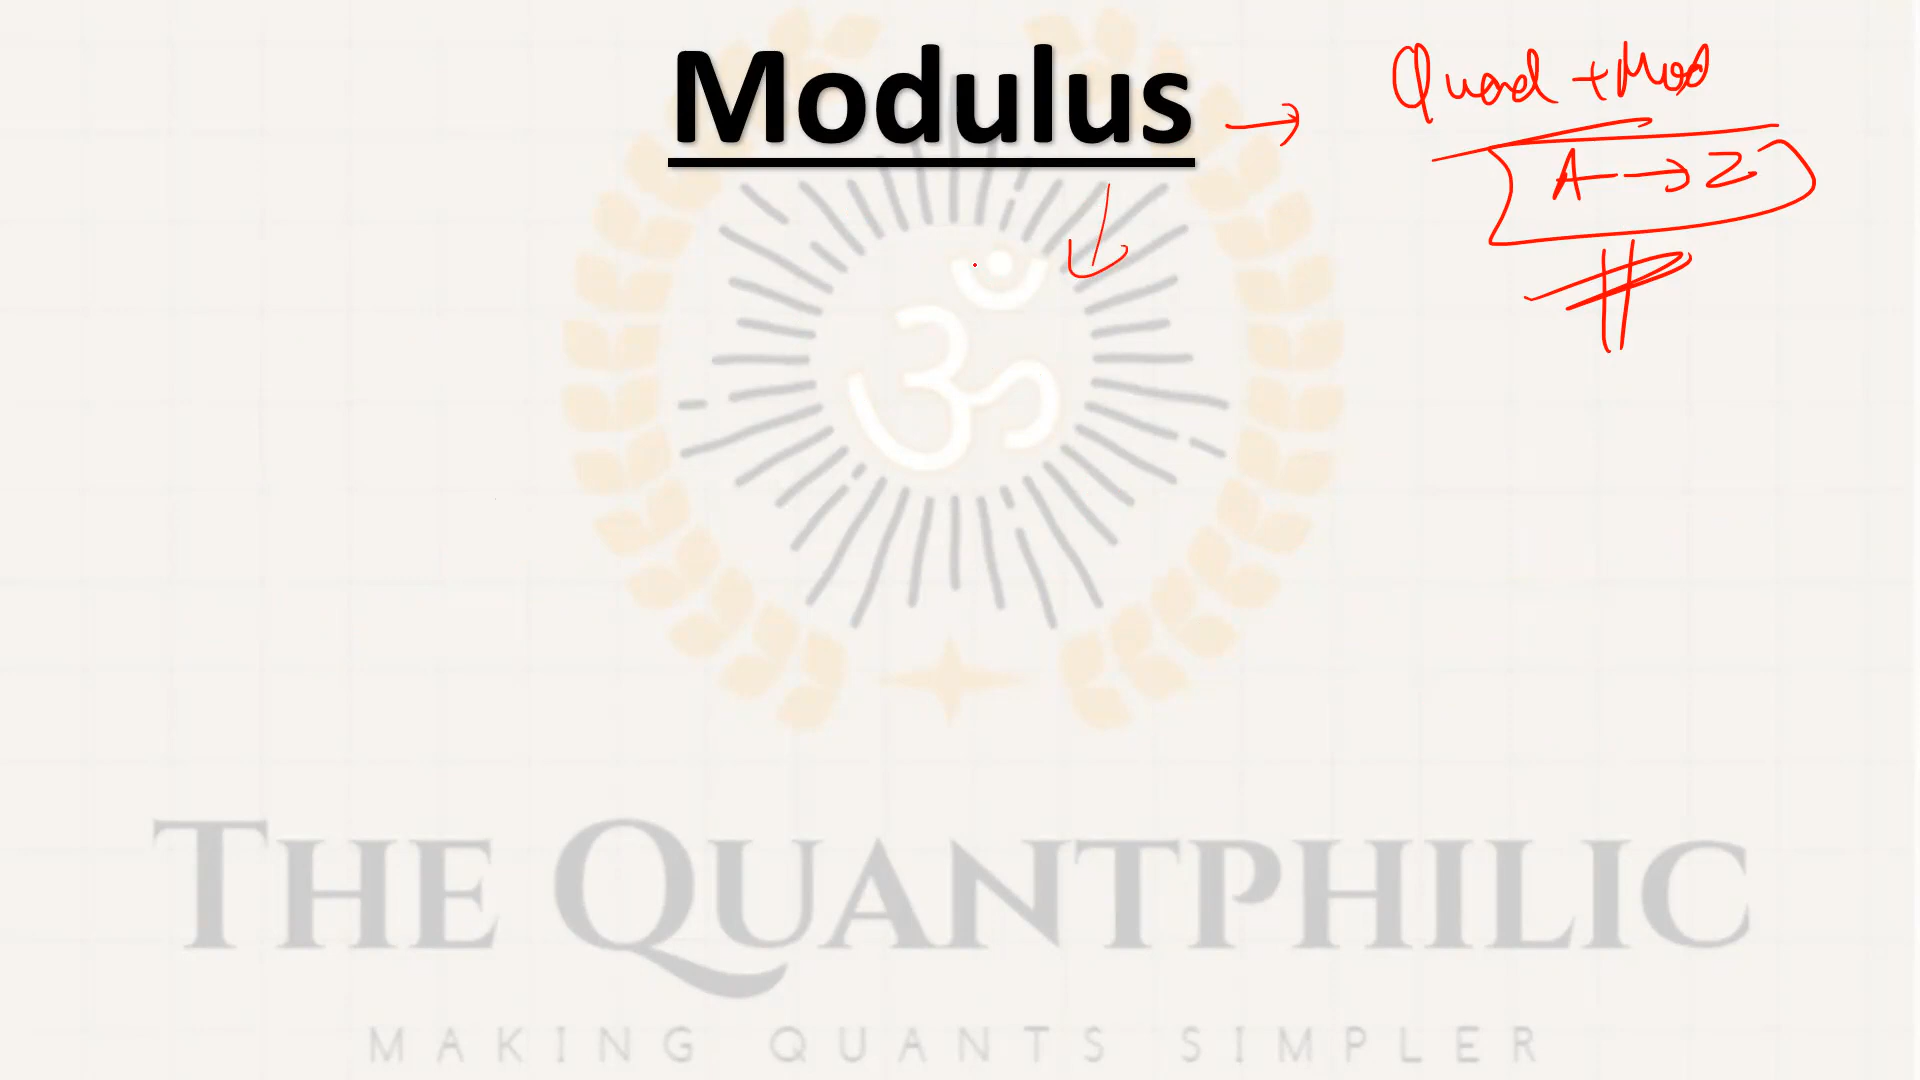 Modulus
Quad + Mod
A → Z
ॐ
THE QUANTPHILIC
MAKING QUANTS SIMPLER